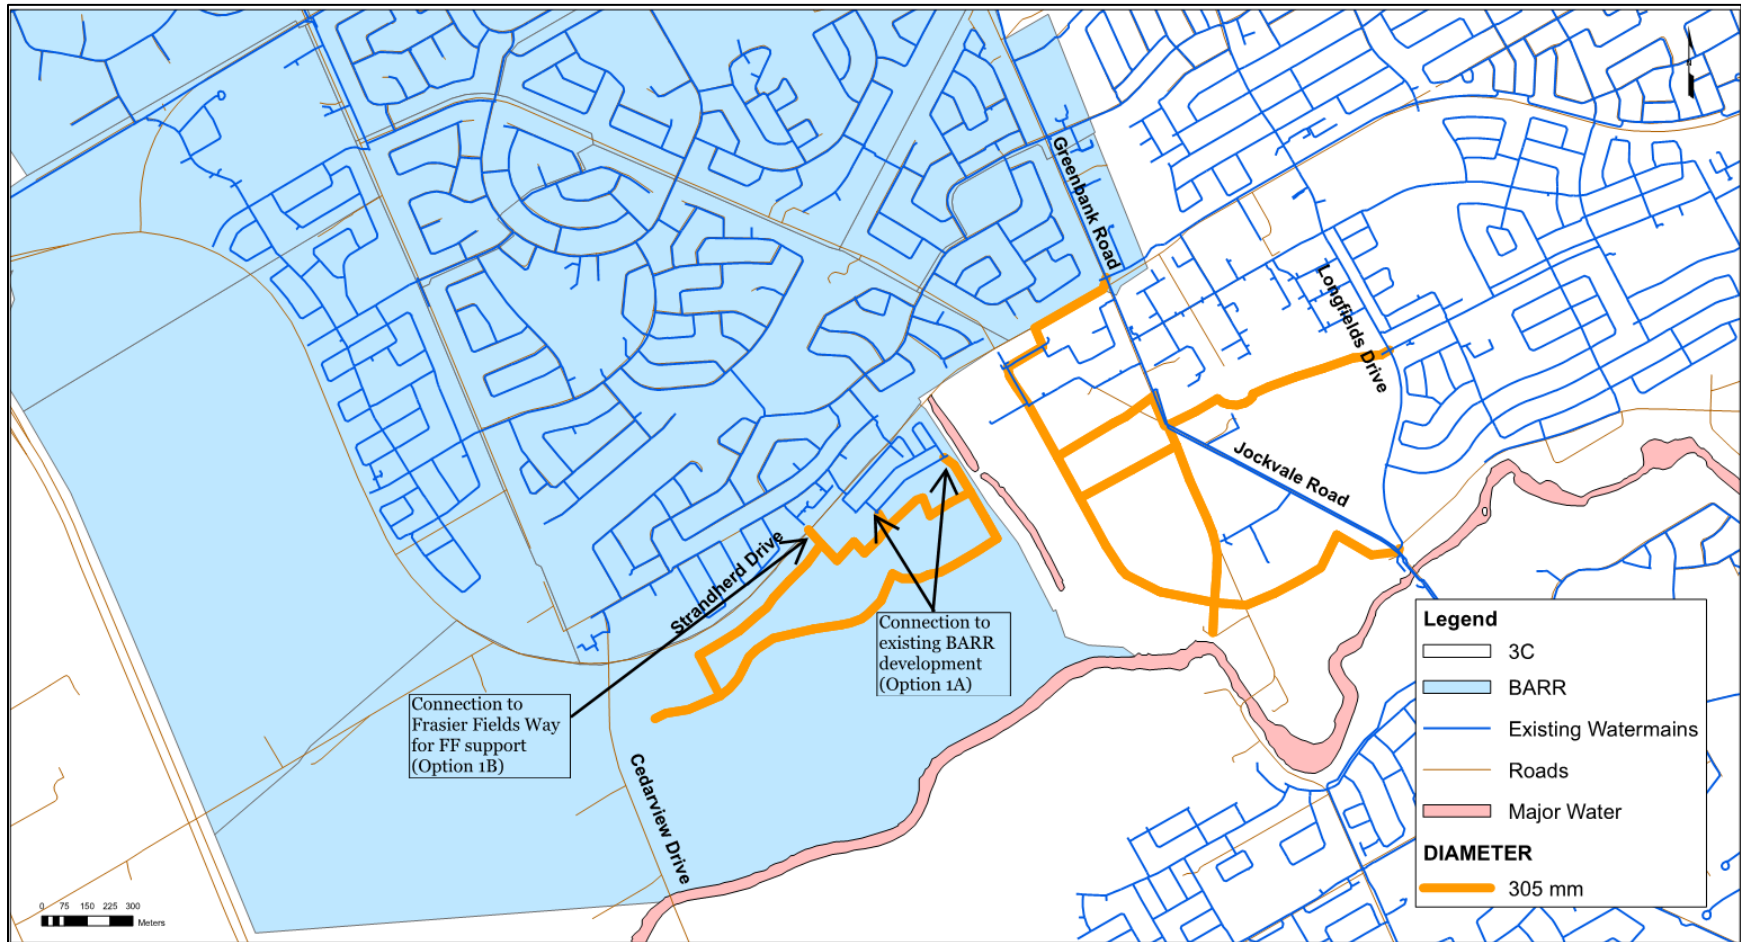 Greenbank Road
Longfields Drive
Jockvale Road
Strandherd Drive
Connection to
existing BARR
development
(Option 1A)
Connection to
Frasier Fields Way
for FF support
(Option 1B)
Cedarview Drive
Legend
3C
BARR
Existing Watermains
Roads
Major Water
DIAMETER
305 mm
0 75 150 225 300
Meters